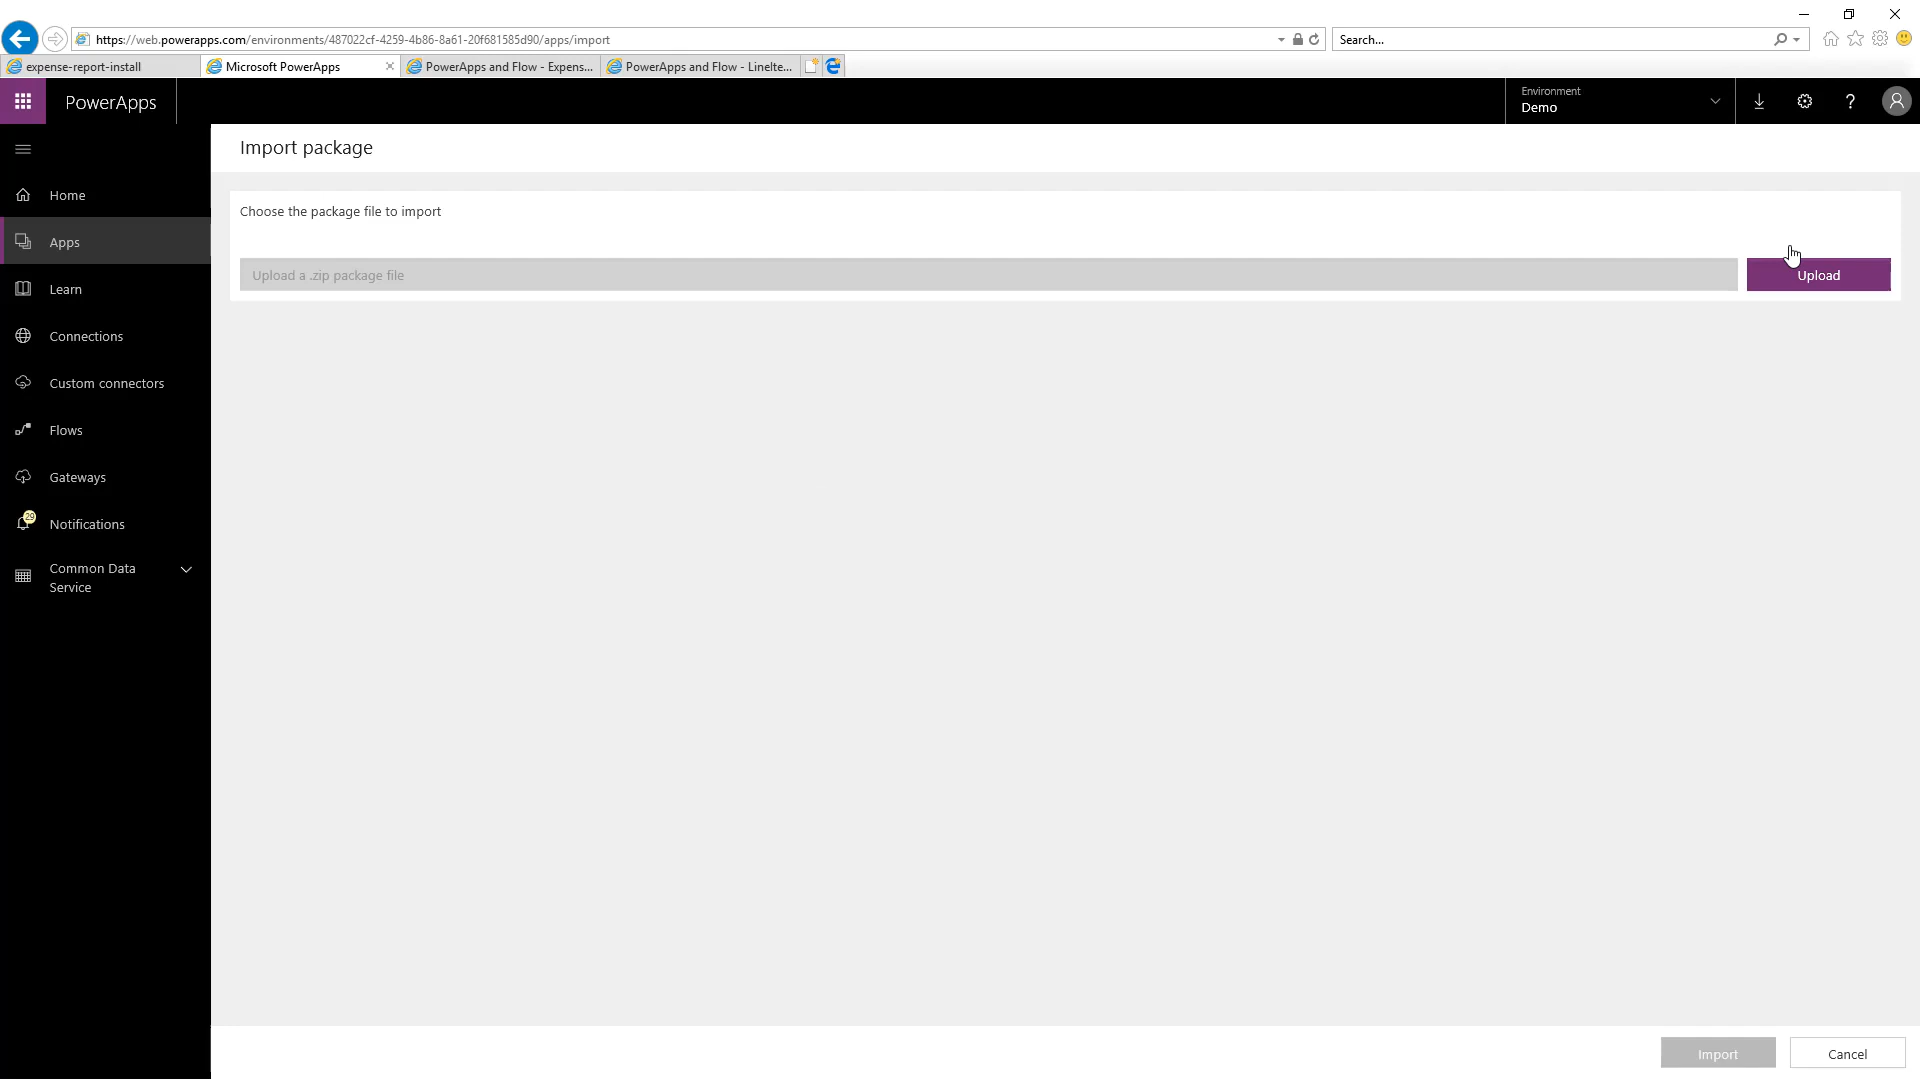 https://web.powerapps.com/environments/487022cf-4259-4b86-8a61-20f681585d90/apps/import
Search...
expense-report-install
Microsoft PowerApps
PowerApps and Flow - Expens...
PowerApps and Flow - LineIte...
PowerApps
Environment
Demo
?
Import package
Home
Choose the package file to import
Apps
Upload a .zip package file
Upload
Learn
Connections
Custom connectors
Flows
Gateways
29
Notifications
Common Data
Service
Import
Cancel